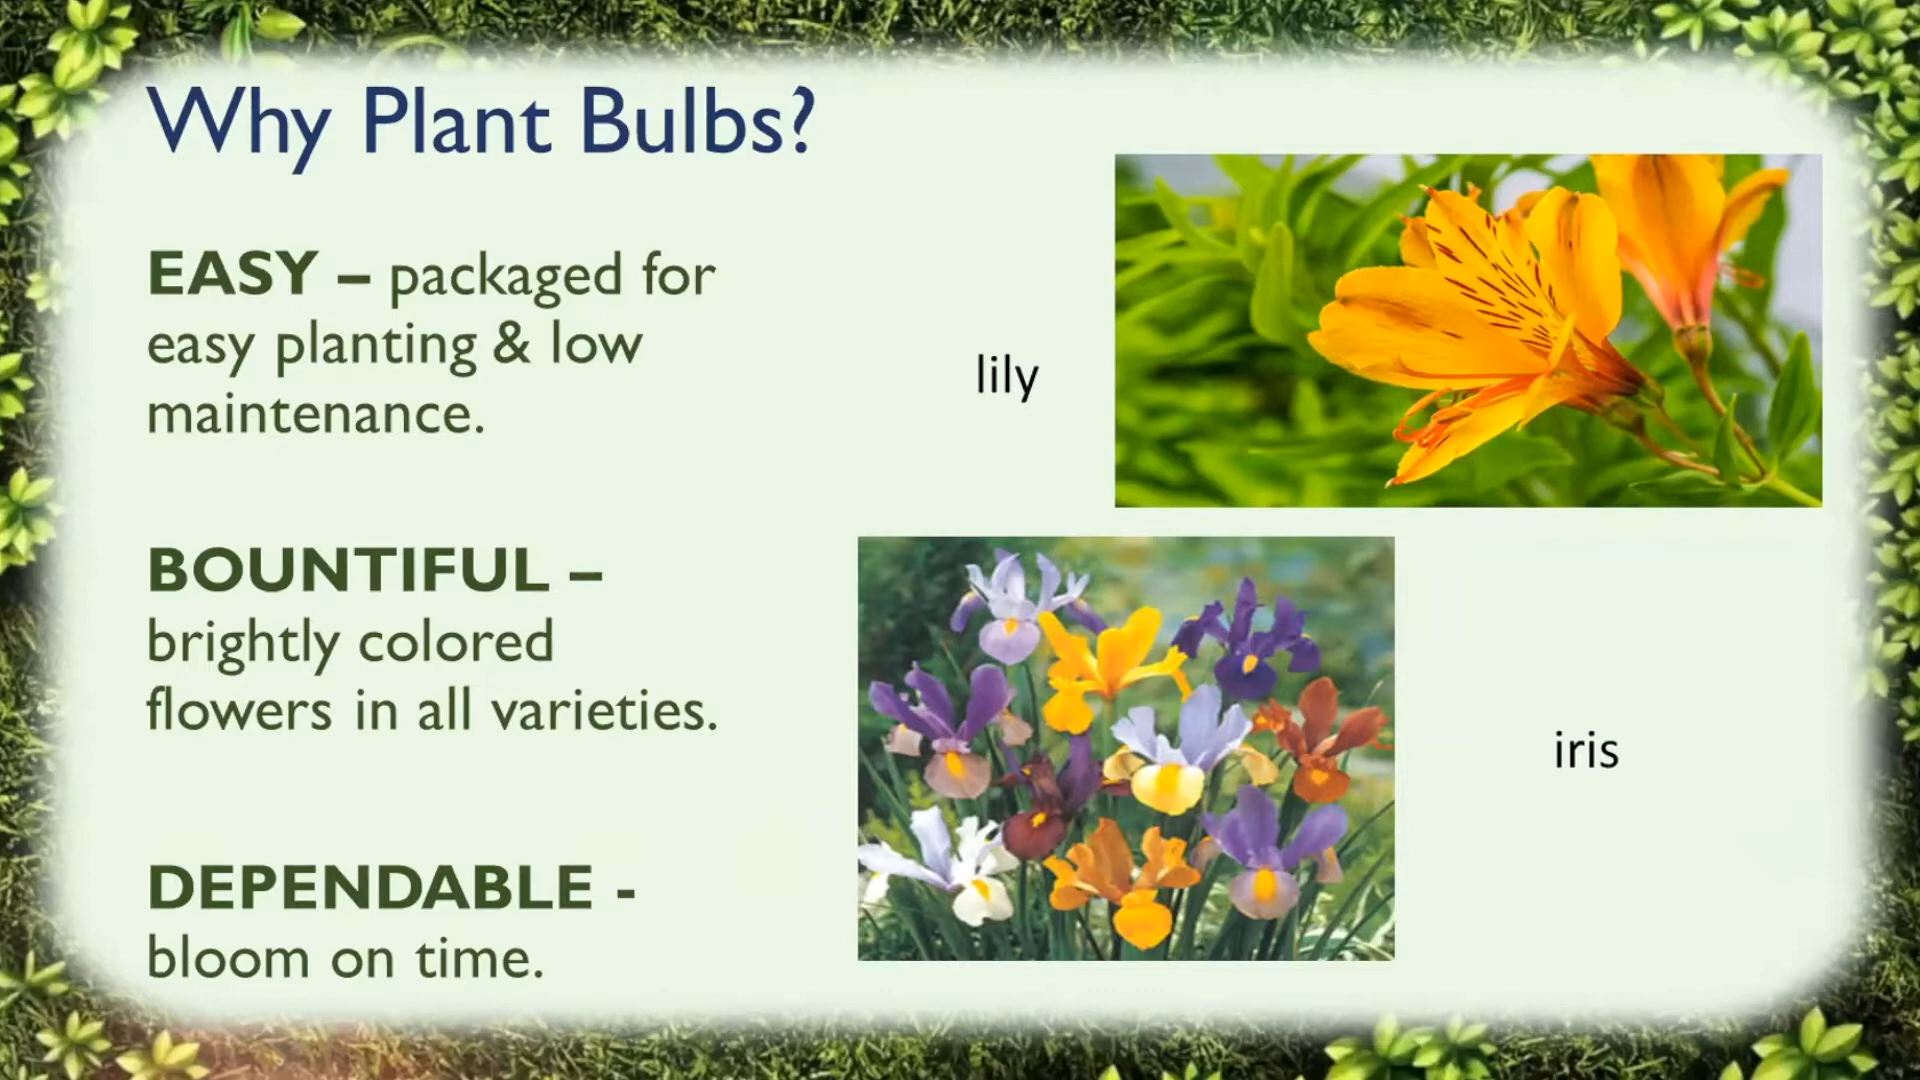 Why Plant Bulbs?
EASY – packaged for
easy planting & low
maintenance.
lily
BOUNTIFUL –
brightly colored
flowers in all varieties.
iris
DEPENDABLE -
bloom on time.